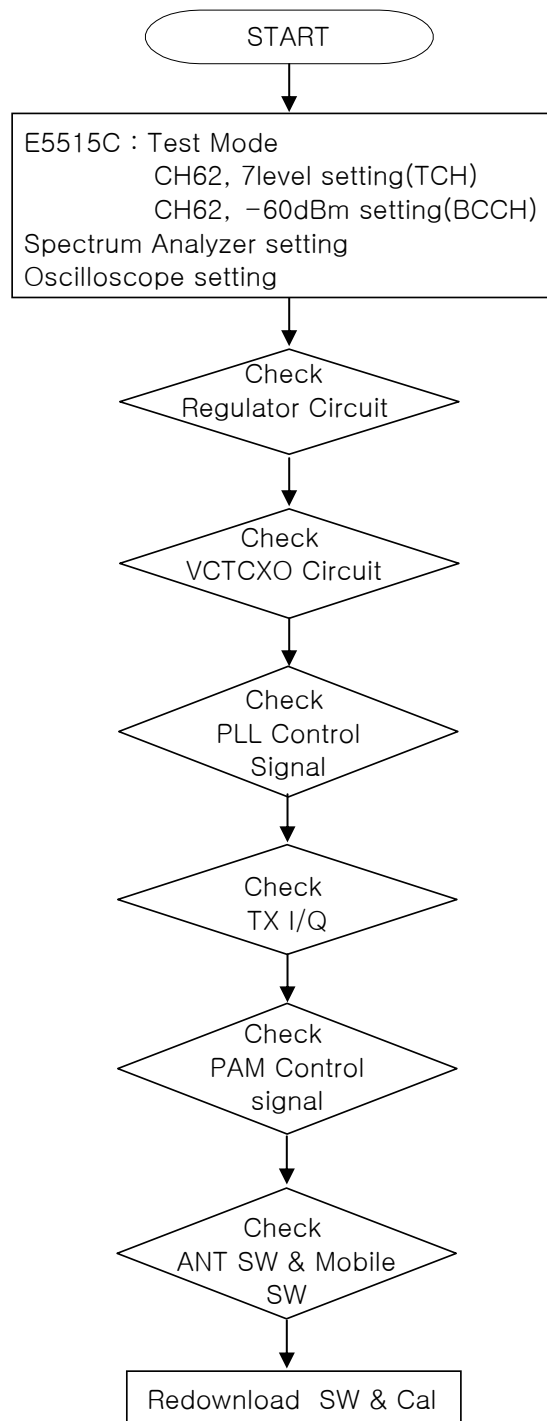 START
E5515C : Test Mode
CH62, 7level setting(TCH)
CH62, -60dBm setting(BCCH)
Spectrum Analyzer setting
Oscilloscope setting
Check
Regulator Circuit
Check
VCTCXO Circuit
Check
PLL Control
Signal
Check
TX I/Q
Check
PAM Control
signal
Check
ANT SW & Mobile
SW
Redownload SW & Cal